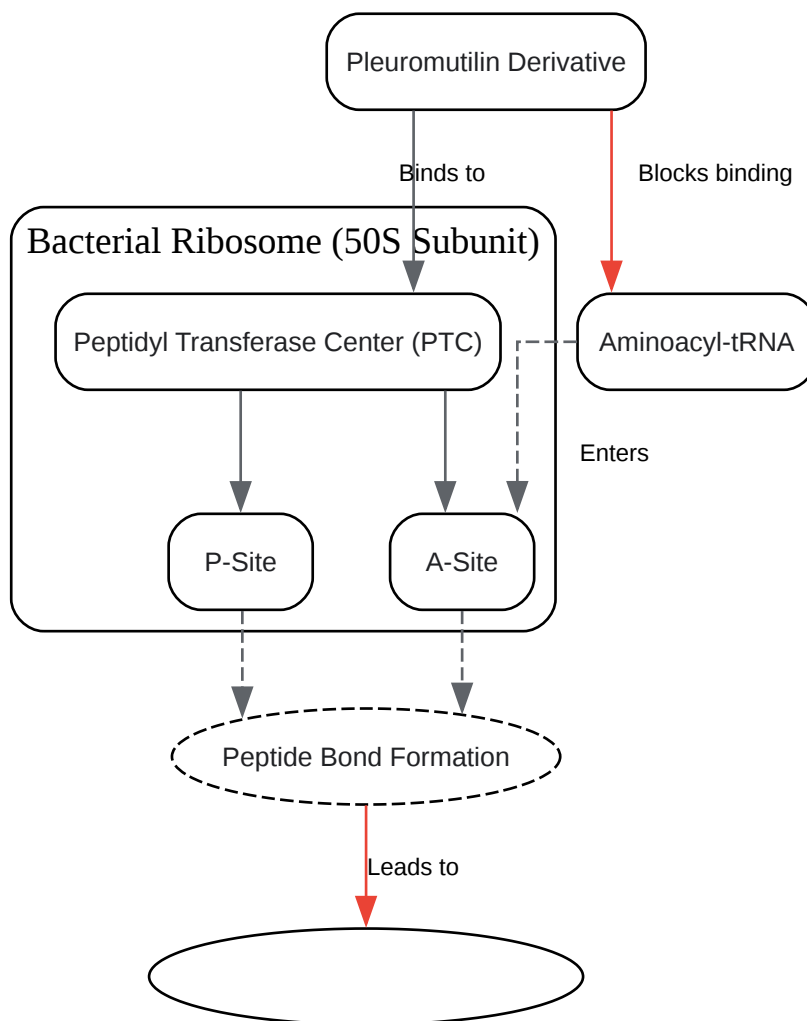 Pleuromutilin Derivative
Binds to
Blocks binding
Bacterial Ribosome (50S Subunit)
Peptidyl Transferase Center (PTC)
Aminoacyl-tRNA
Enters
P-Site
A-Site
Peptide Bond Formation
Leads to